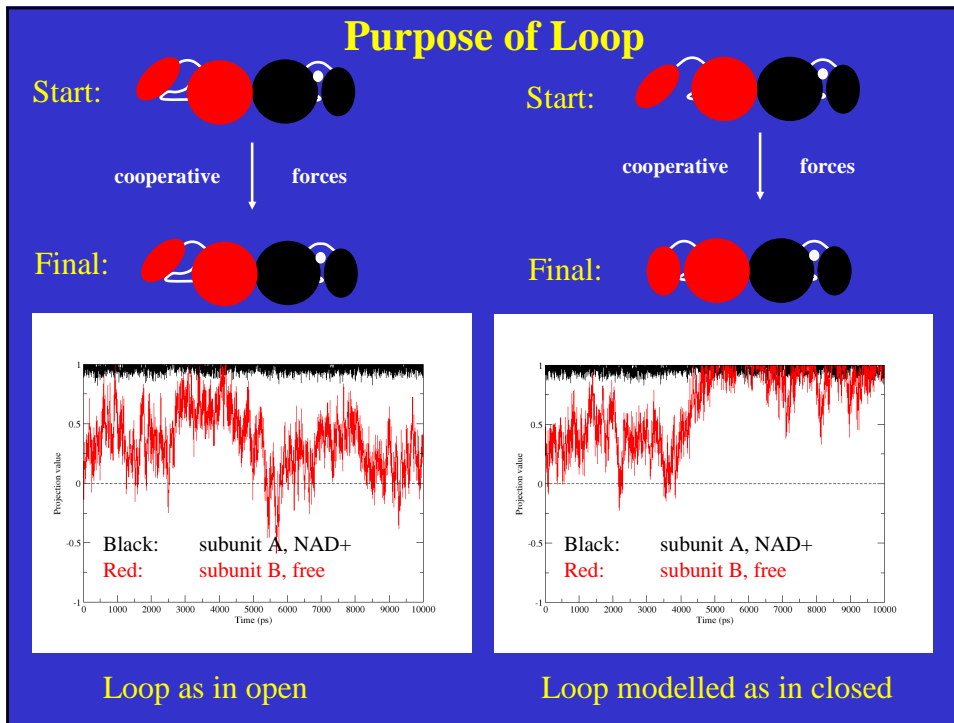 Purpose of Loop
Start:
cooperative forces
Final:
1
0.5
0
-0.5
-1
Projection value
0 1000 2000 3000 4000 5000 6000 7000 8000 9000 10000
Time (ps)
Black: subunit A, NAD+
Red: subunit B, free
Loop as in open
Start:
cooperative forces
Final:
1
0.5
0
-0.5
-1
Projection value
0 1000 2000 3000 4000 5000 6000 7000 8000 9000 10000
Time (ps)
Black: subunit A, NAD+
Red: subunit B, free
Loop modelled as in closed